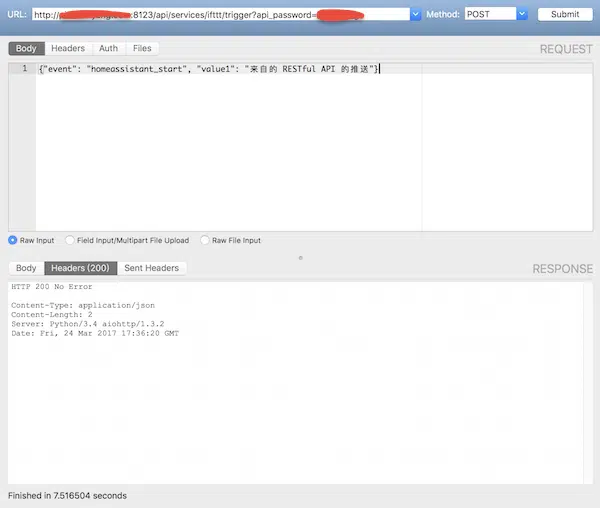 URL: http:// :8123/api/services/ifttt/trigger?api_password= Method: POST Submit
Body Headers Auth Files REQUEST
1 {"event": "homeassistant_start", "value1": "来自的 RESTful API 的推送"}
Raw Input Field Input/Multipart File Upload Raw File Input
Body Headers (200) Sent Headers RESPONSE
HTTP 200 No Error
Content-Type: application/json
Content-Length: 2
Server: Python/3.4 aiohttp/1.3.2
Date: Fri, 24 Mar 2017 17:36:20 GMT
Finished in 7.516504 seconds